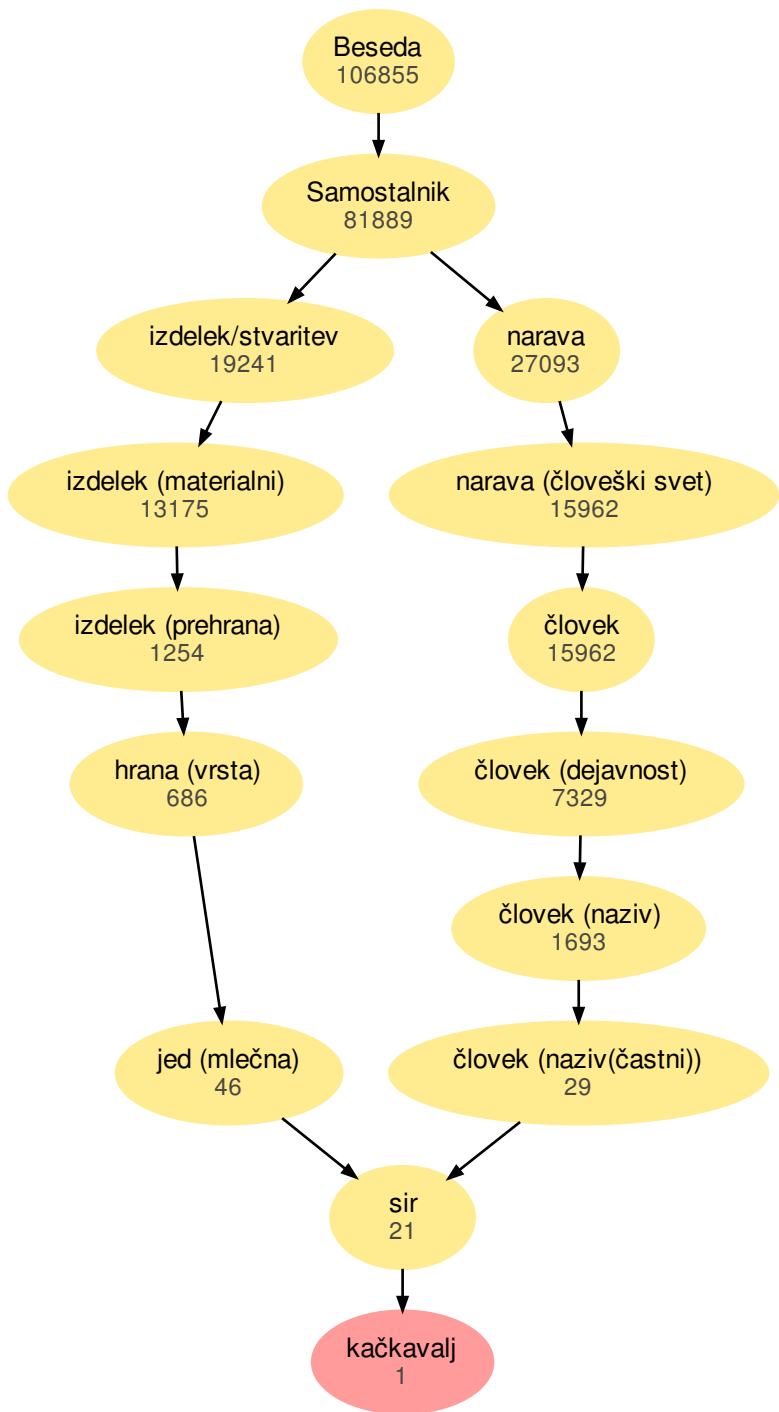 Beseda
106855
Samostalnik
81889
izdelek/stvaritev
19241
narava
27093
izdelek (materialni)
13175
narava (človeški svet)
15962
izdelek (prehrana)
1254
človek
15962
hrana (vrsta)
686
človek (dejavnost)
7329
človek (naziv)
1693
jed (mlečna)
46
človek (naziv(častni))
29
sir
21
kačkavalj
1